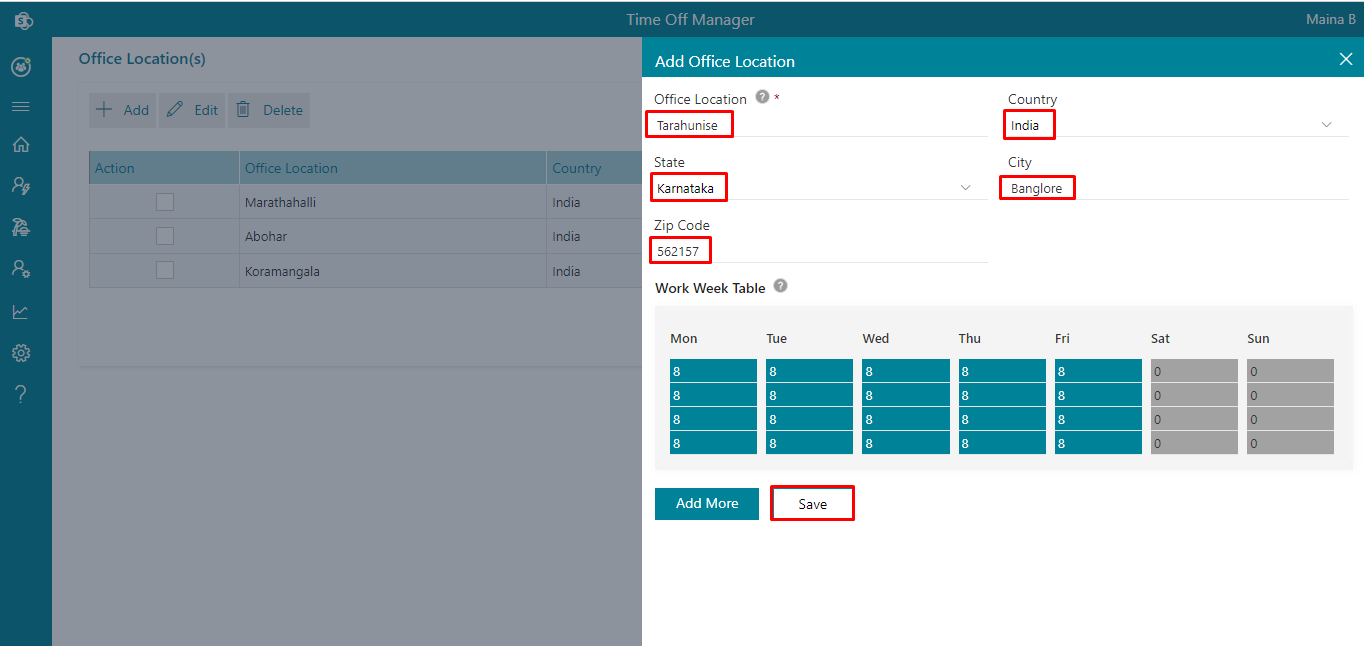 Time Off Manager
Maina B
Office Location(s)
Add Edit Delete
Action Office Location Country
Marathahalli India
Abohar India
Koramangala India
Add Office Location
Office Location ? *
Tarahunise
Country
India
State
Karnataka
City
Banglore
Zip Code
562157
Work Week Table ?
Mon Tue Wed Thu Fri Sat Sun
8 8 8 8 8 0 0
8 8 8 8 8 0 0
8 8 8 8 8 0 0
8 8 8 8 8 0 0
Add More Save